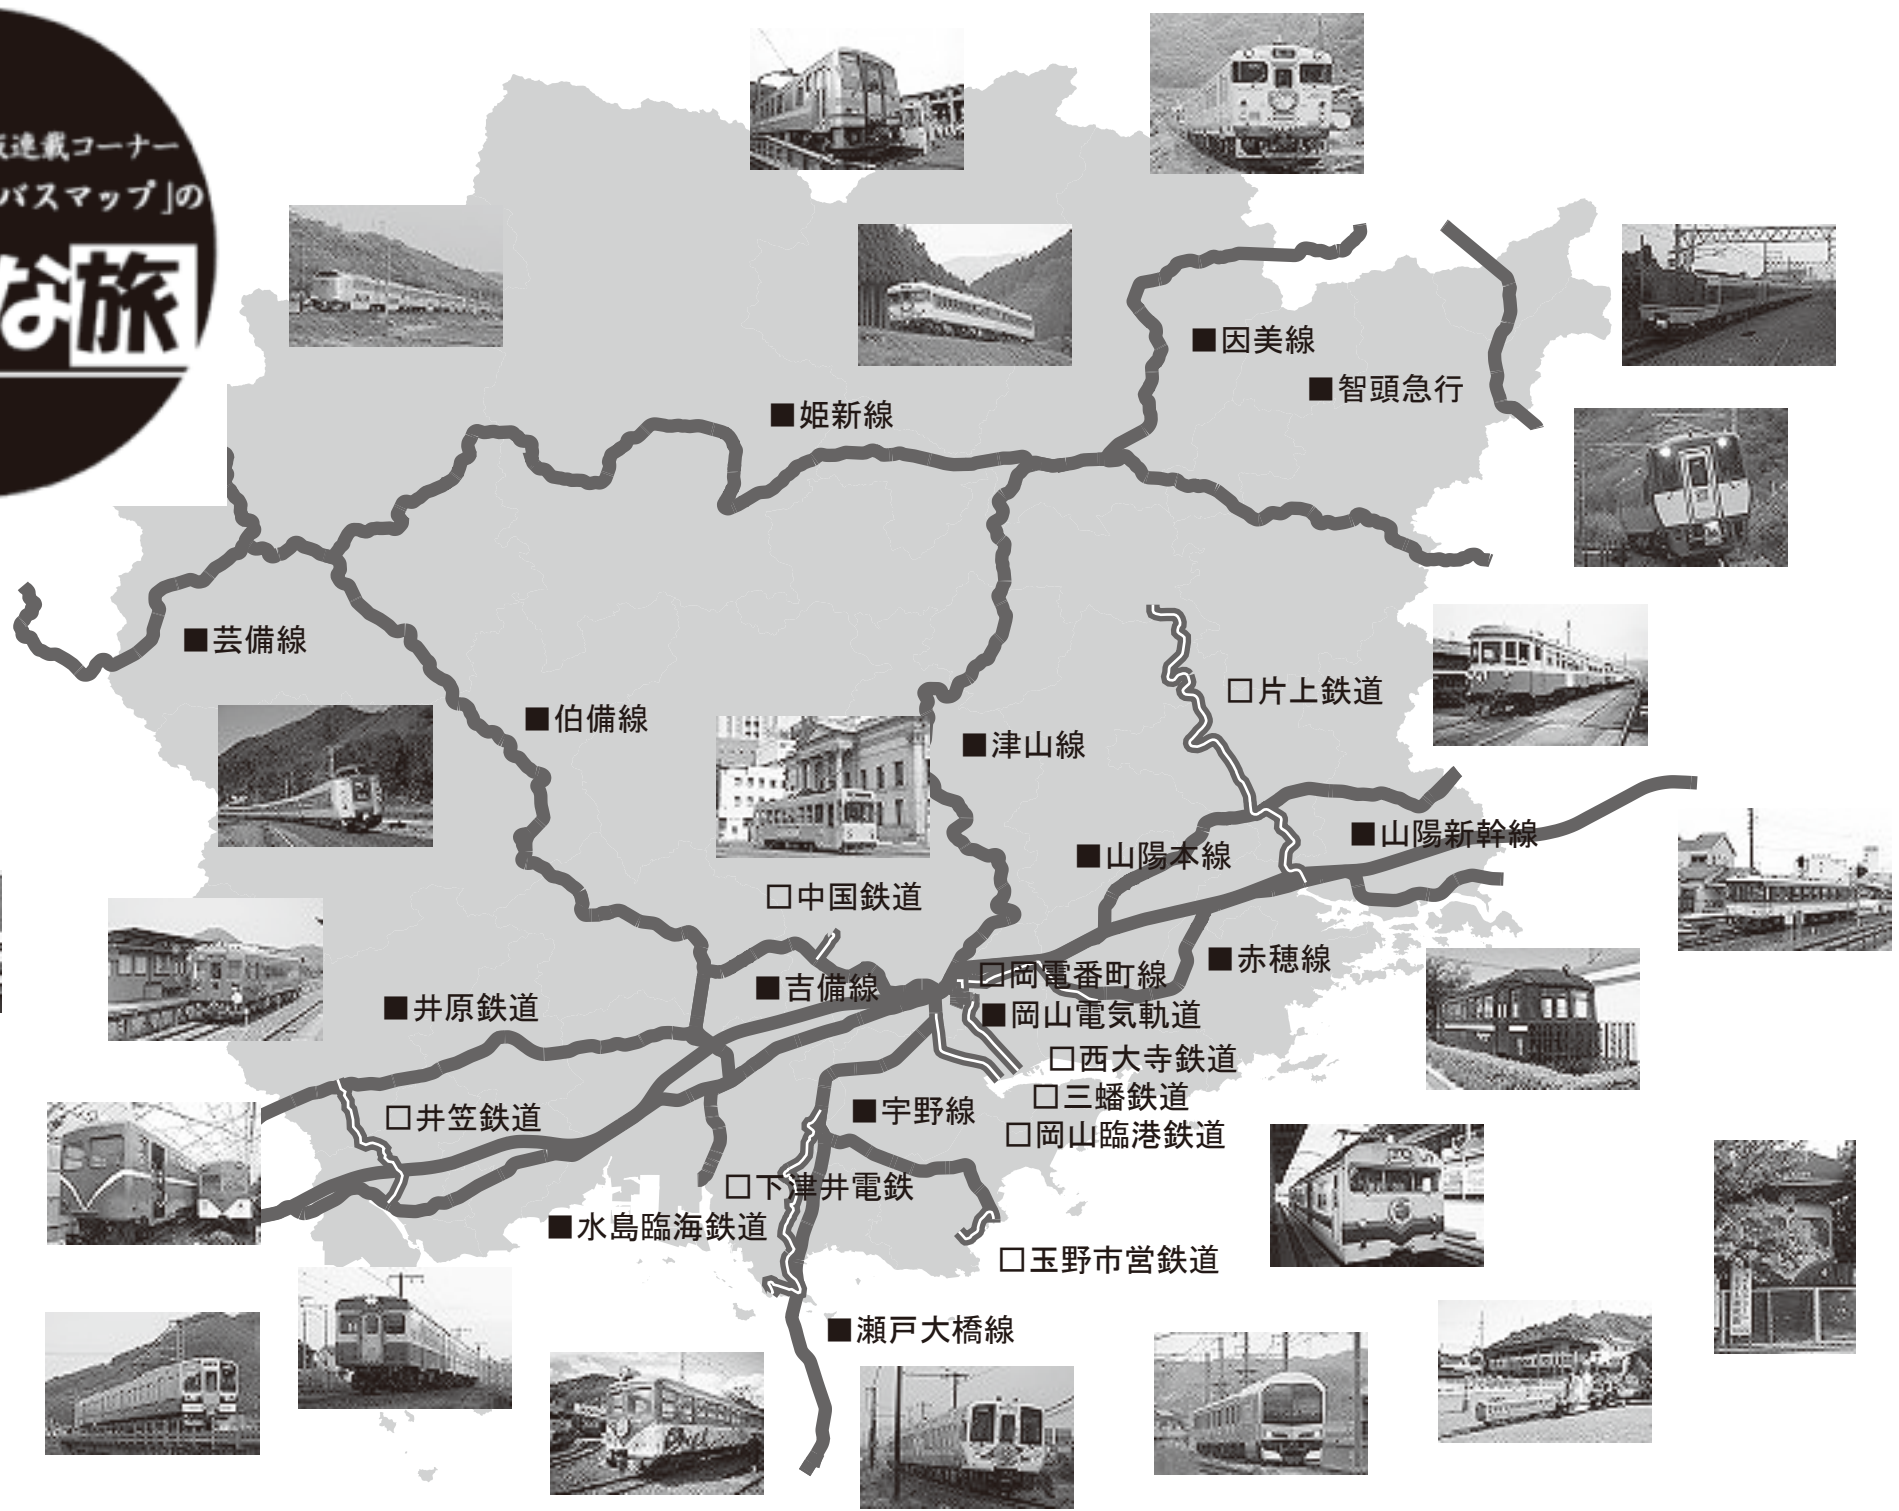 連載コーナー
バスマップ」の
な旅
■因美線
■智頭急行
■姫新線
■芸備線
□片上鉄道
■伯備線
■津山線
■山陽新幹線
■山陽本線
□中国鉄道
■赤穂線
□岡電番町線
■吉備線
■井原鉄道
■岡山電気軌道
□西大寺鉄道
□三蟠鉄道
■宇野線
□井笠鉄道
□岡山臨港鉄道
□下津井電鉄
■水島臨海鉄道
□玉野市営鉄道
■瀬戸大橋線